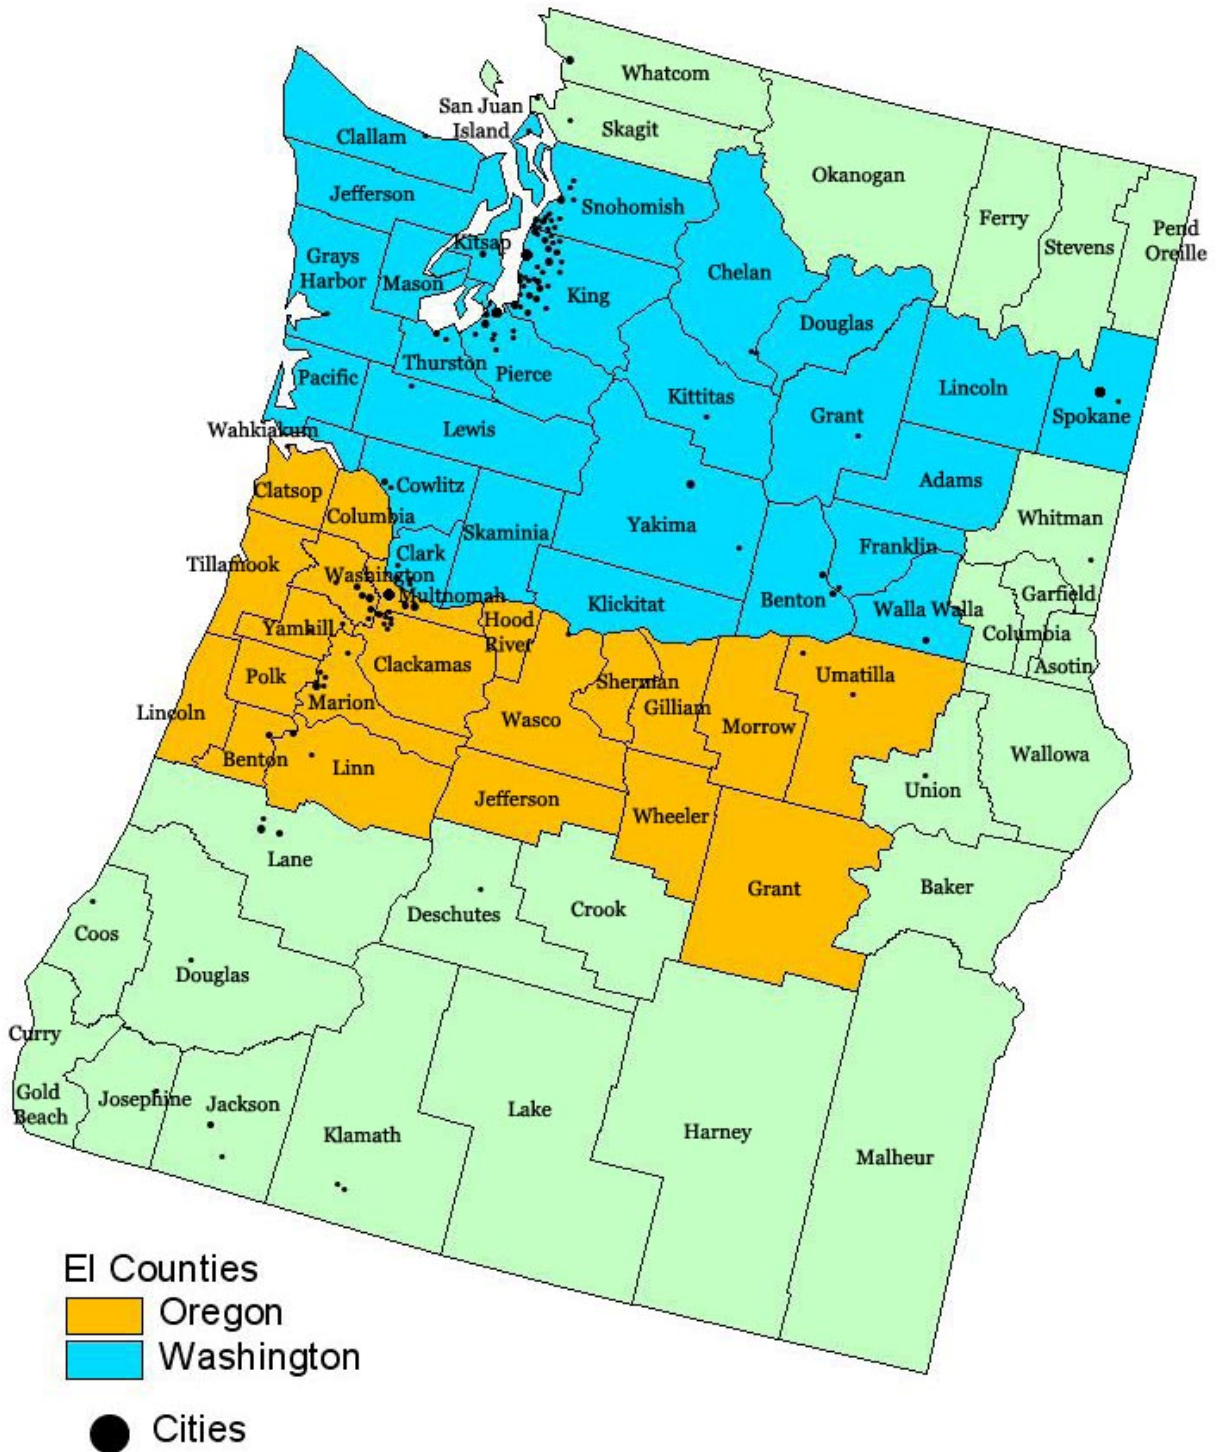 Whatcom
San Juan
Island
Skagit
Clallam
Okanogan
Jefferson
Snohomish
Ferry
Pend
Oreille
Stevens
Kitsap
Grays
Harbor
Mason
Chelan
King
Douglas
Thurston
Pierce
Pacific
Kittitas
Lincoln
Grant
Spokane
Wahkiakum
Lewis
Adams
Cowlitz
Clatsop
Columbia
Skaminia
Yakima
Whitman
Franklin
Clark
Tillamook
Washington
Multnomah
Klickitat
Benton
Walla Walla
Garfield
Hood
River
Yamhill
Columbia
Asotin
Clackamas
Polk
Umatilla
Sherman
Marion
Gilliam
Lincoln
Wasco
Morrow
Wallowa
Benton
Linn
Union
Jefferson
Wheeler
Lane
Grant
Baker
Deschutes
Crook
Coos
Douglas
Curry
Gold
Beach
Josephine
Jackson
Lake
Klamath
Harney
Malheur
EI Counties
Oregon
Washington
Cities